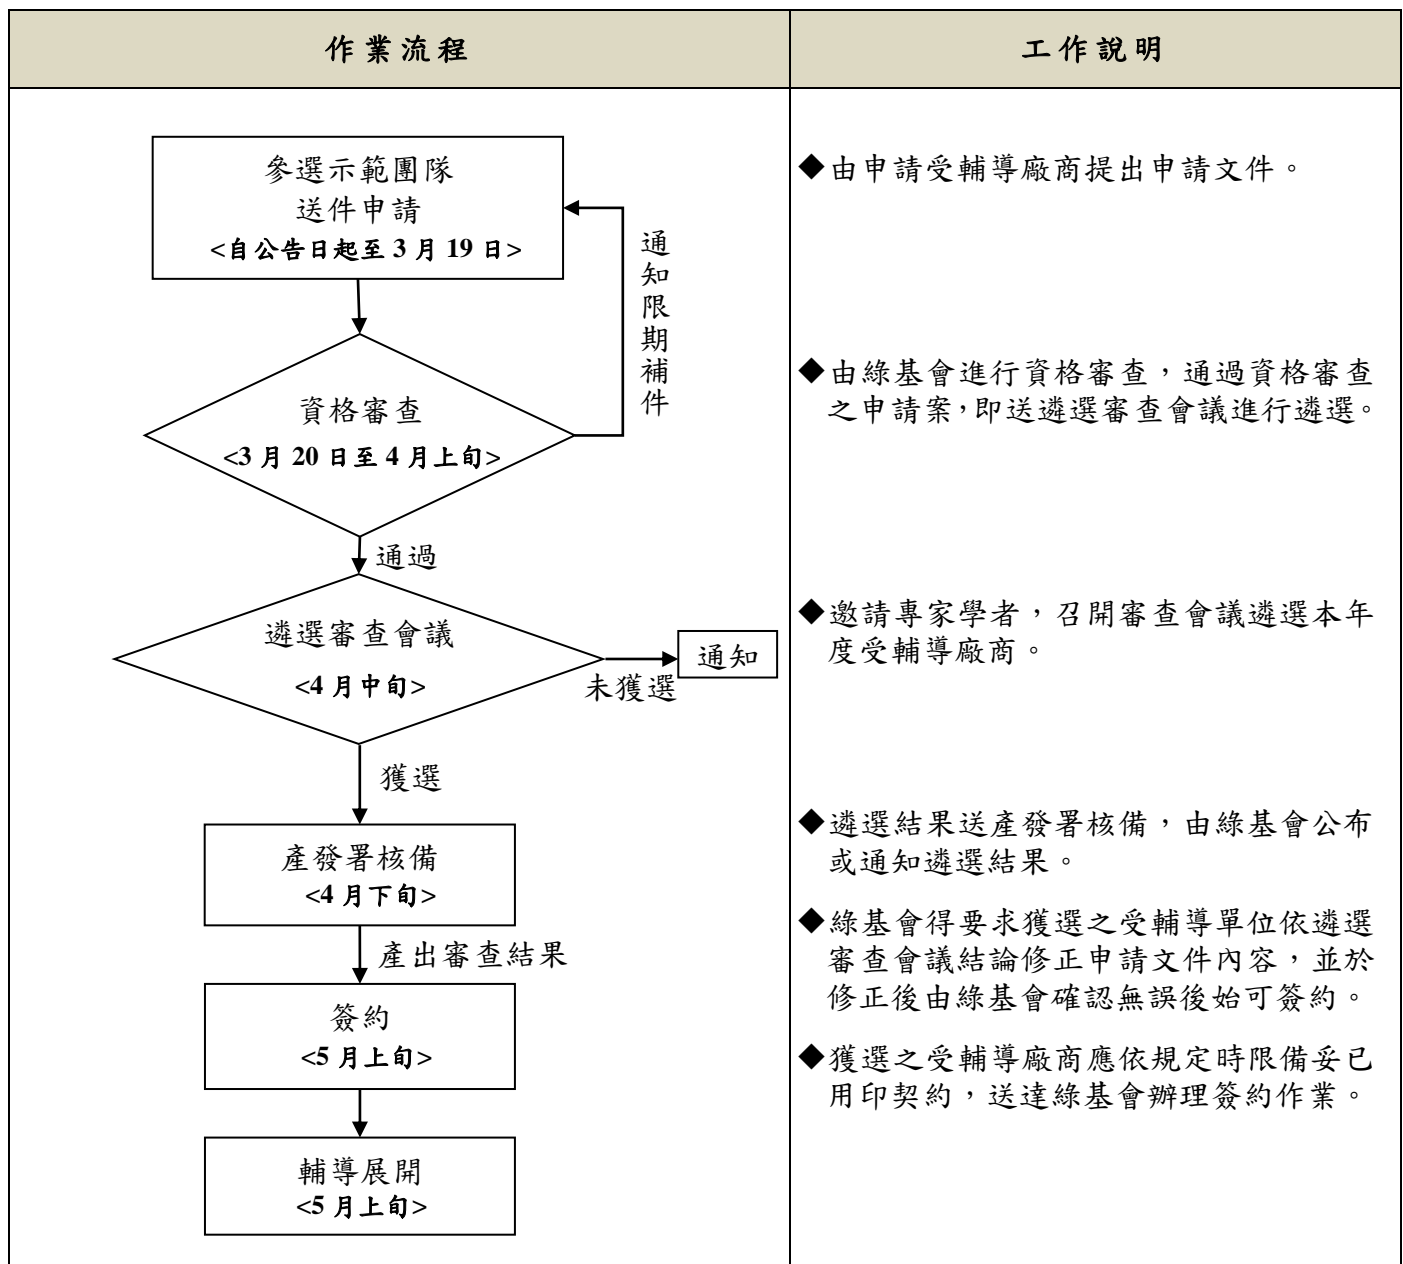 作業流程
工作說明
參選示範團隊
送件申請
<自公告日起至 3 月 19 日>
通知限期補件
資格審查
<3 月 20 日至 4 月上旬>
通過
遴選審查會議
<4 月中旬>
未獲選
通知
獲選
產發署核備
<4 月下旬>
產出審查結果
簽約
<5 月上旬>
輔導展開
<5 月上旬>
◆由申請受輔導廠商提出申請文件。
◆由綠基會進行資格審查，通過資格審查
之申請案，即送遴選審查會議進行遴選。
◆邀請專家學者，召開審查會議遴選本年
度受輔導廠商。
◆遴選結果送產發署核備，由綠基會公布
或通知遴選結果。
◆綠基會得要求獲選之受輔導單位依遴選
審查會議結論修正申請文件內容，並於
修正後由綠基會確認無誤後始可簽約。
◆獲選之受輔導廠商應依規定時限備妥已
用印契約，送達綠基會辦理簽約作業。